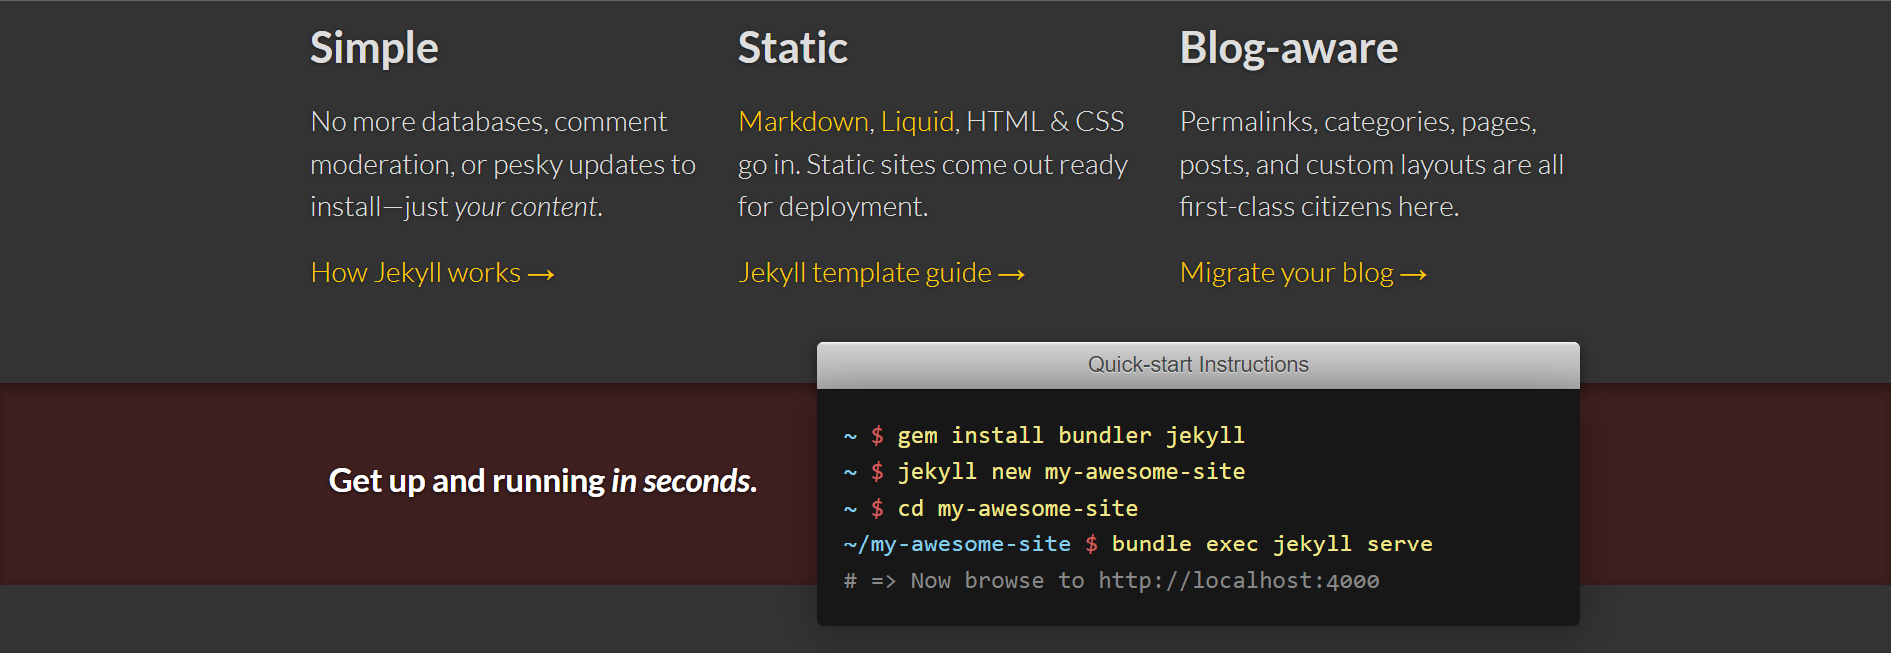 Simple
No more databases, comment
moderation, or pesky updates to
install—just your content.
How Jekyll works →
Static
Markdown, Liquid, HTML & CSS
go in. Static sites come out ready
for deployment.
Jekyll template guide →
Blog-aware
Permalinks, categories, pages,
posts, and custom layouts are all
first-class citizens here.
Migrate your blog →
Get up and running in seconds.
Quick-start Instructions
~ $ gem install bundler jekyll
~ $ jekyll new my-awesome-site
~ $ cd my-awesome-site
~/my-awesome-site $ bundle exec jekyll serve
# => Now browse to http://localhost:4000